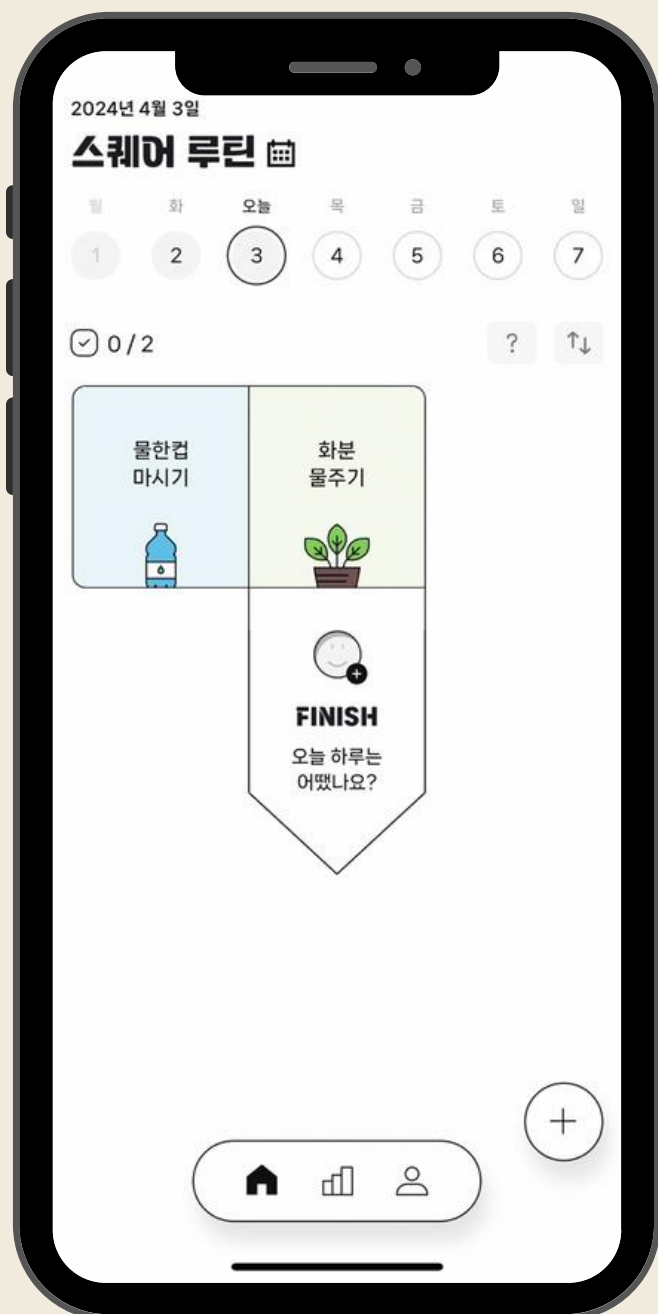 2024년 4월 3일
스퀘어 루틴
월 화 오늘 목 금 토 일
1 2 3 4 5 6 7
0/2
?
물한컵
마시기
화분
물주기
FINISH
오늘 하루는
어땠나요?